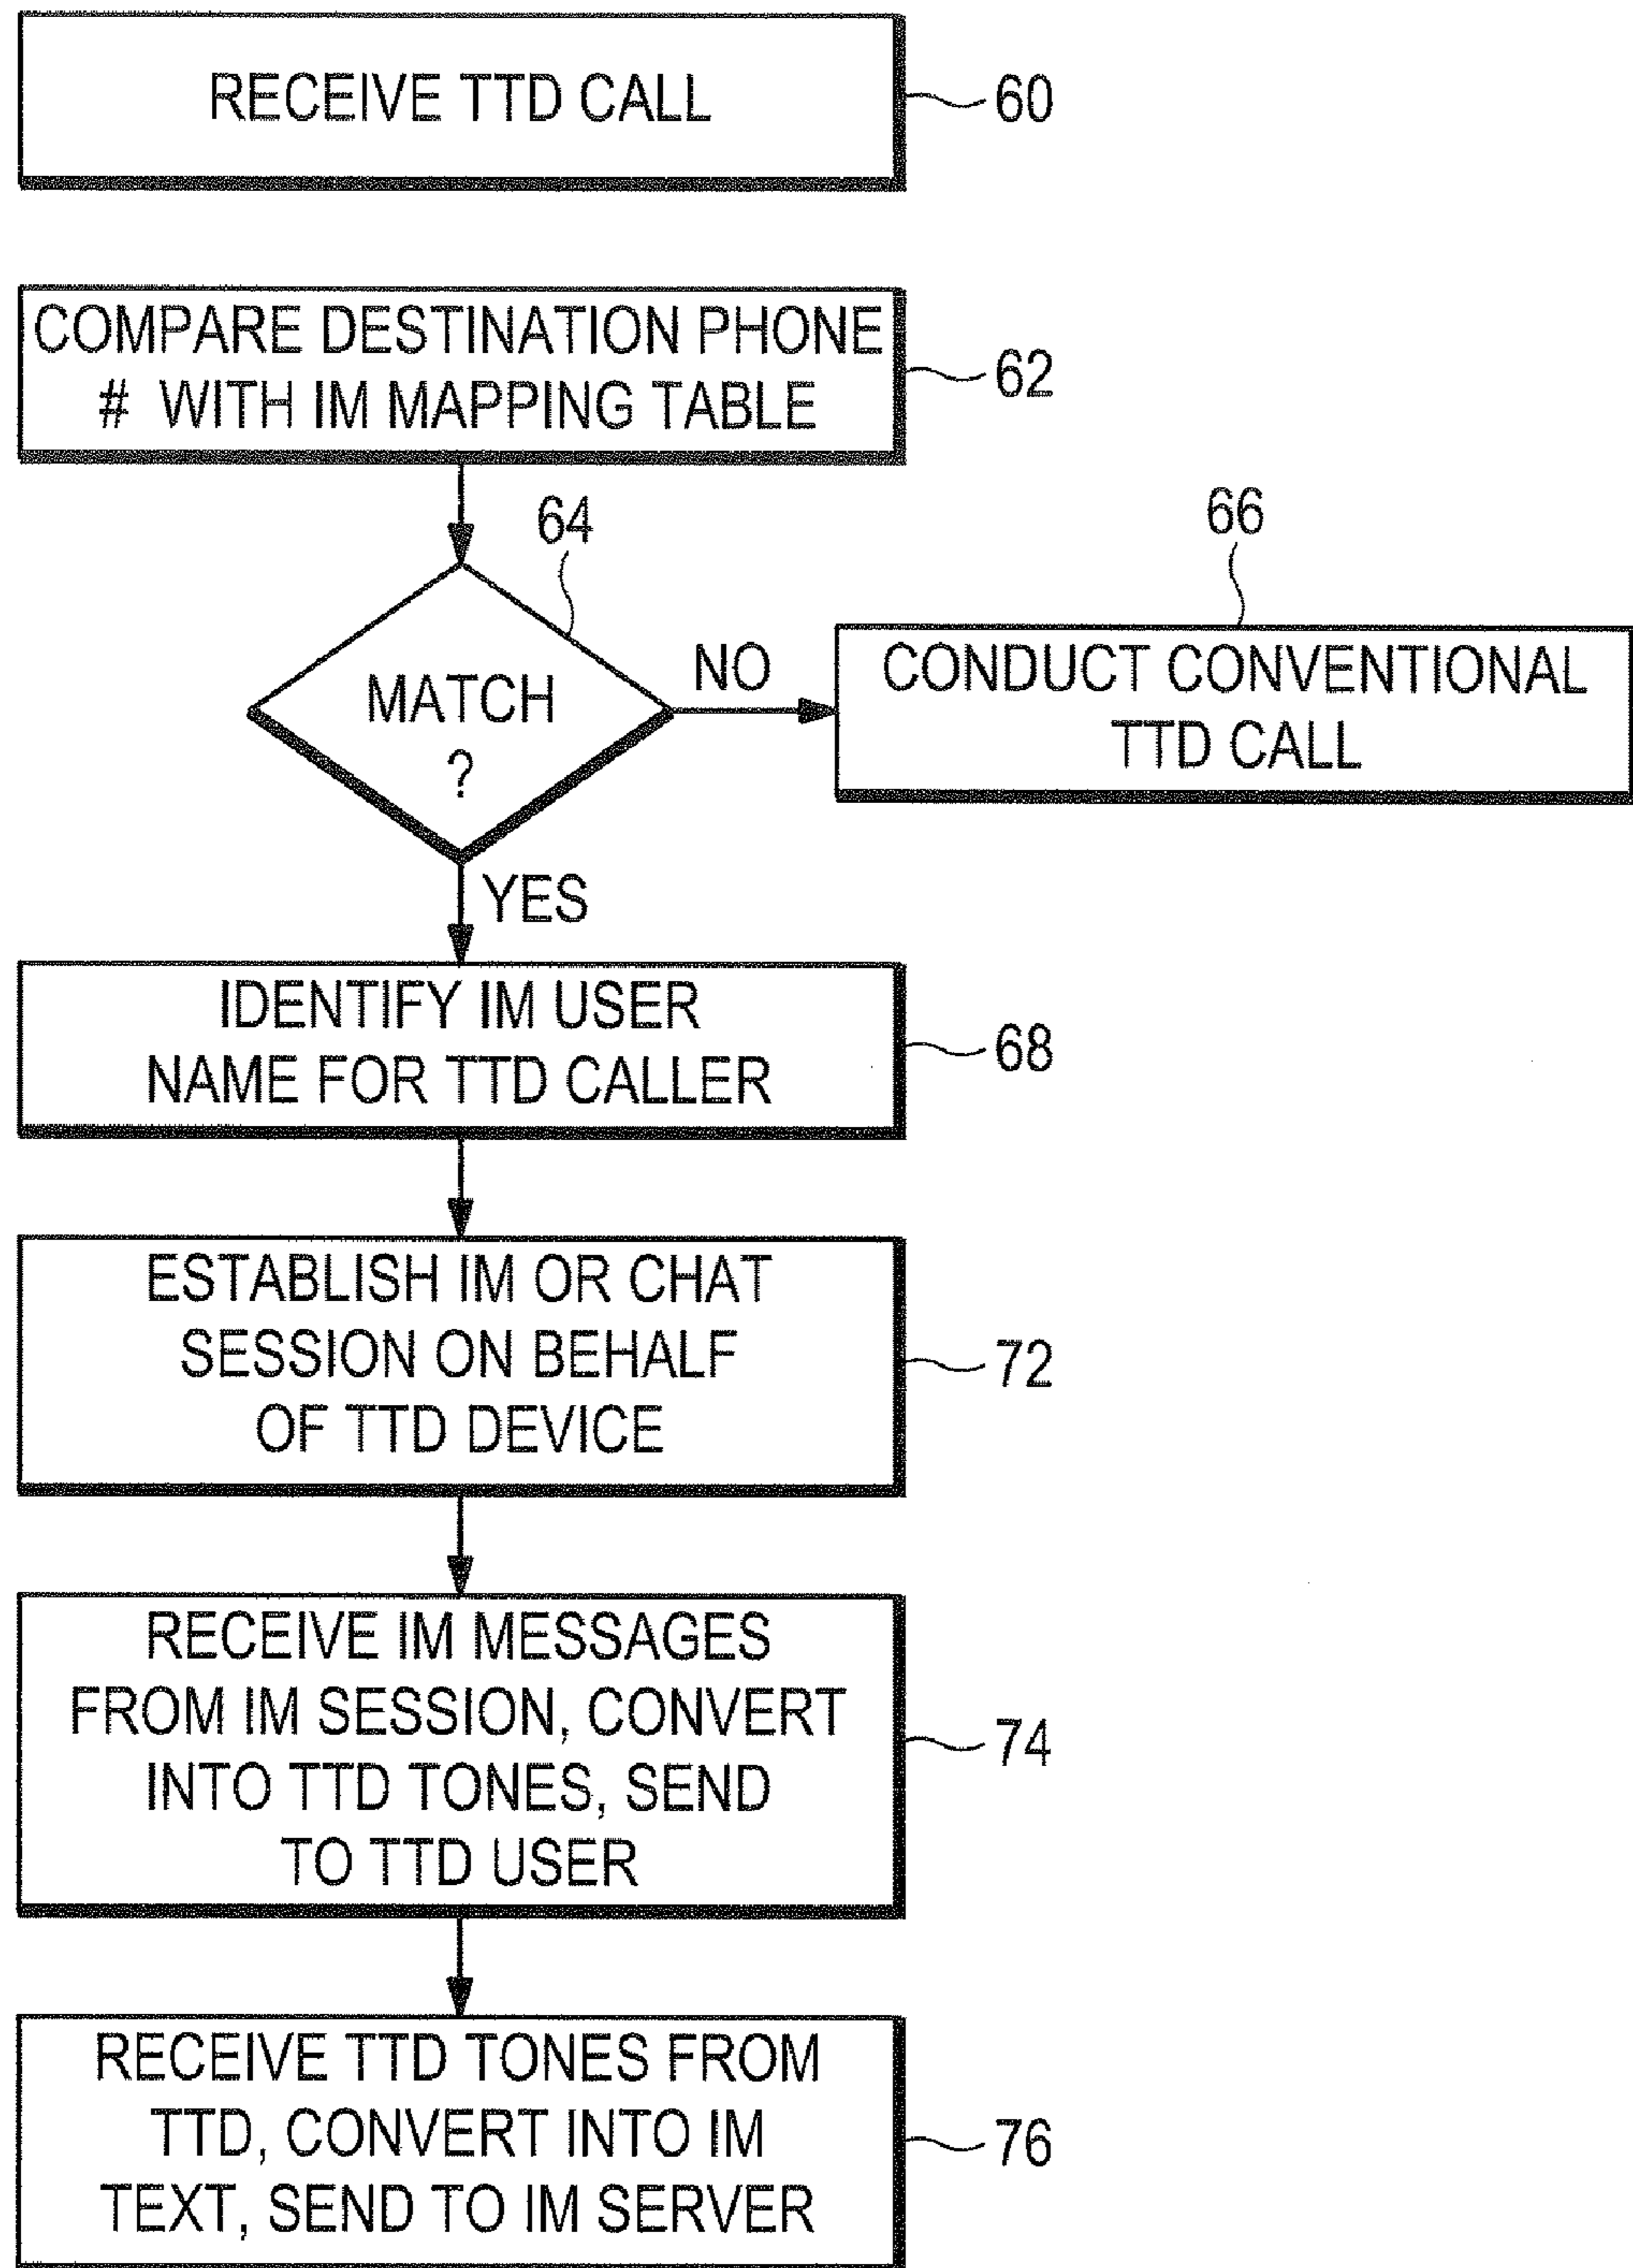 RECEIVE TTD CALL
60
COMPARE DESTINATION PHONE
# WITH IM MAPPING TABLE
62
64
MATCH
?
NO
66
CONDUCT CONVENTIONAL
TTD CALL
YES
IDENTIFY IM USER
NAME FOR TTD CALLER
68
ESTABLISH IM OR CHAT
SESSION ON BEHALF
OF TTD DEVICE
72
RECEIVE IM MESSAGES
FROM IM SESSION, CONVERT
INTO TTD TONES, SEND
TO TTD USER
74
RECEIVE TTD TONES FROM
TTD, CONVERT INTO IM
TEXT, SEND TO IM SERVER
76